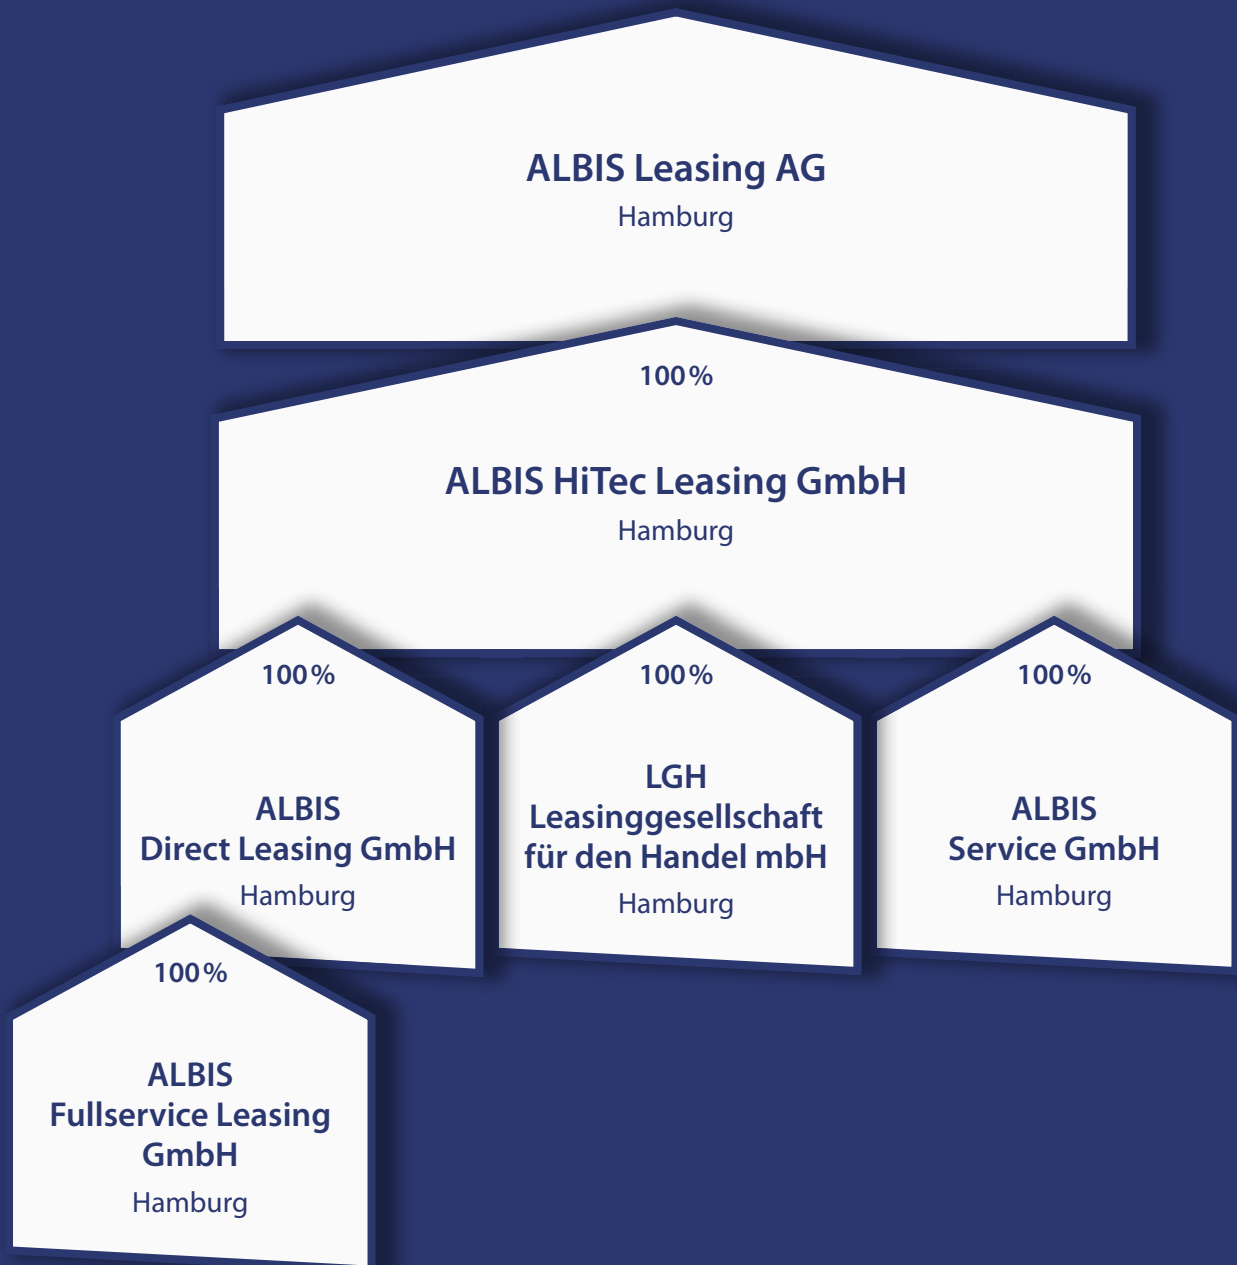 ALBIS Leasing AG
Hamburg
100 %
ALBIS HiTec Leasing GmbH
Hamburg
100 %
100 %
100 %
ALBIS
Direct Leasing GmbH
Hamburg
LGH
Leasinggesellschaft
für den Handel mbH
Hamburg
ALBIS
Service GmbH
Hamburg
100 %
ALBIS
Fullservice Leasing
GmbH
Hamburg